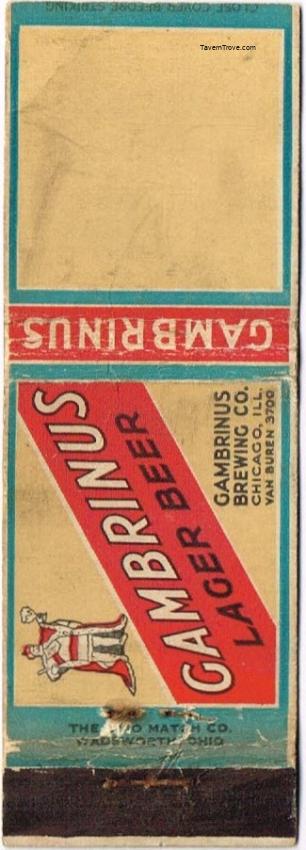 CLOSE COVER BEFORE STRIKING
TavernTrove.com
GAMBRINUS
GAMBRINUS
LAGER BEER
GAMBRINUS
BREWING CO.
CHICAGO, ILL.
VAN BUREN 3700
THE MATCH CO.
WADSWORTH, OHIO